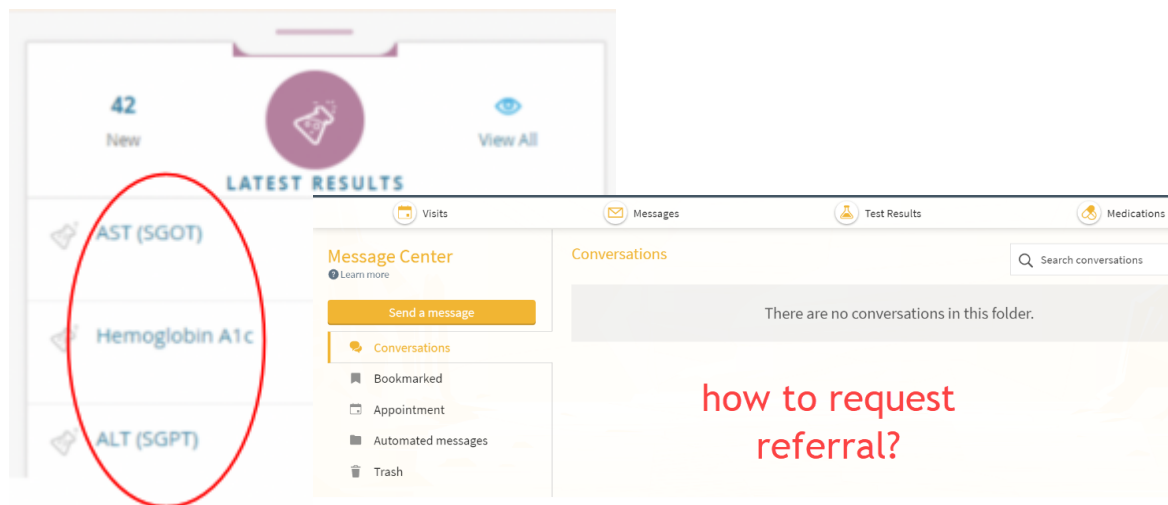 42
New
View All
LATEST RESULTS
AST (SGOT)
Hemoglobin A1c
ALT (SGPT)
Visits
Messages
Test Results
Medications
Message Center
Learn more
Send a message
Conversations
Bookmarked
Appointment
Automated messages
Trash
Conversations
Search conversations
There are no conversations in this folder.
how to request
referral?